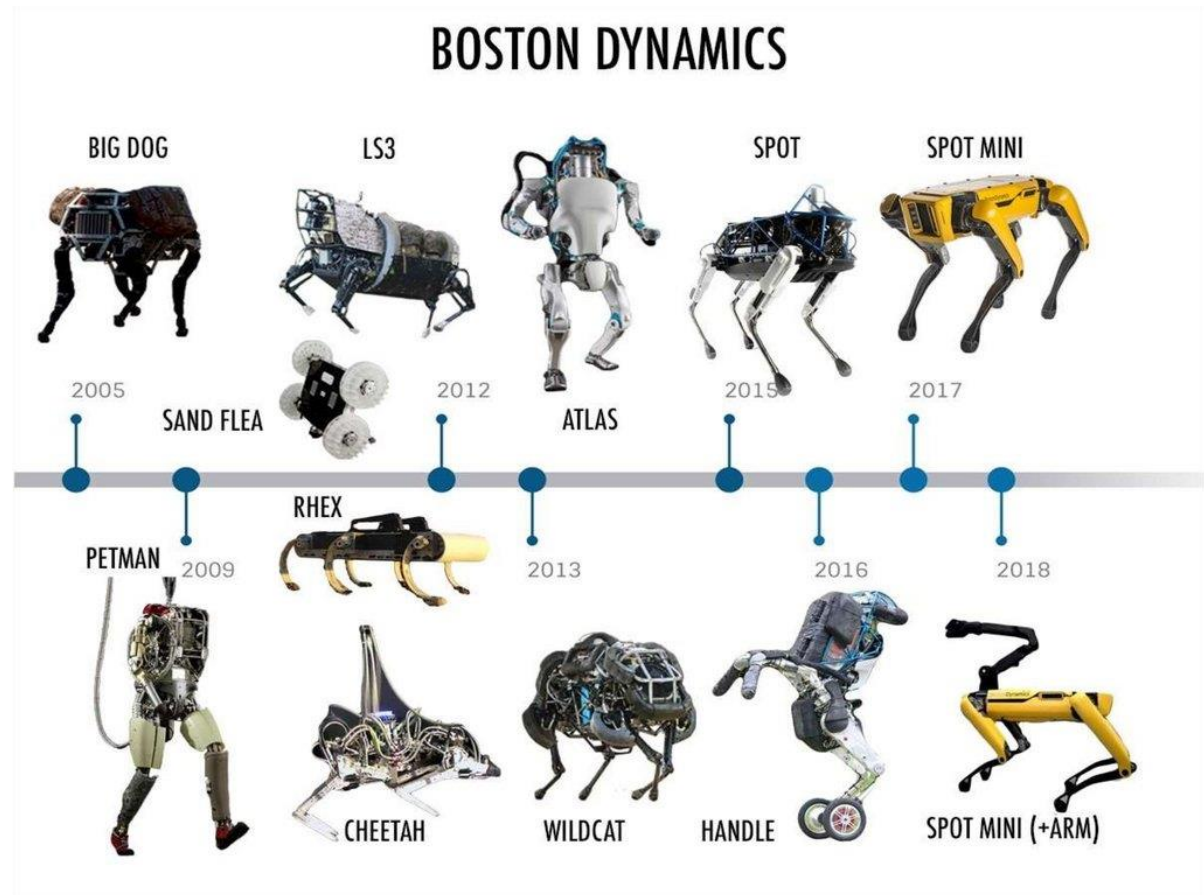 BOSTON DYNAMICS
BIG DOG
LS3
SPOT
SPOT MINI
2005
SAND FLEA
2012
ATLAS
2015
2017
RHEX
PETMAN
2009
2013
2016
2018
CHEETAH
WILDCAT
HANDLE
Dynamics
SPOT MINI (+ARM)